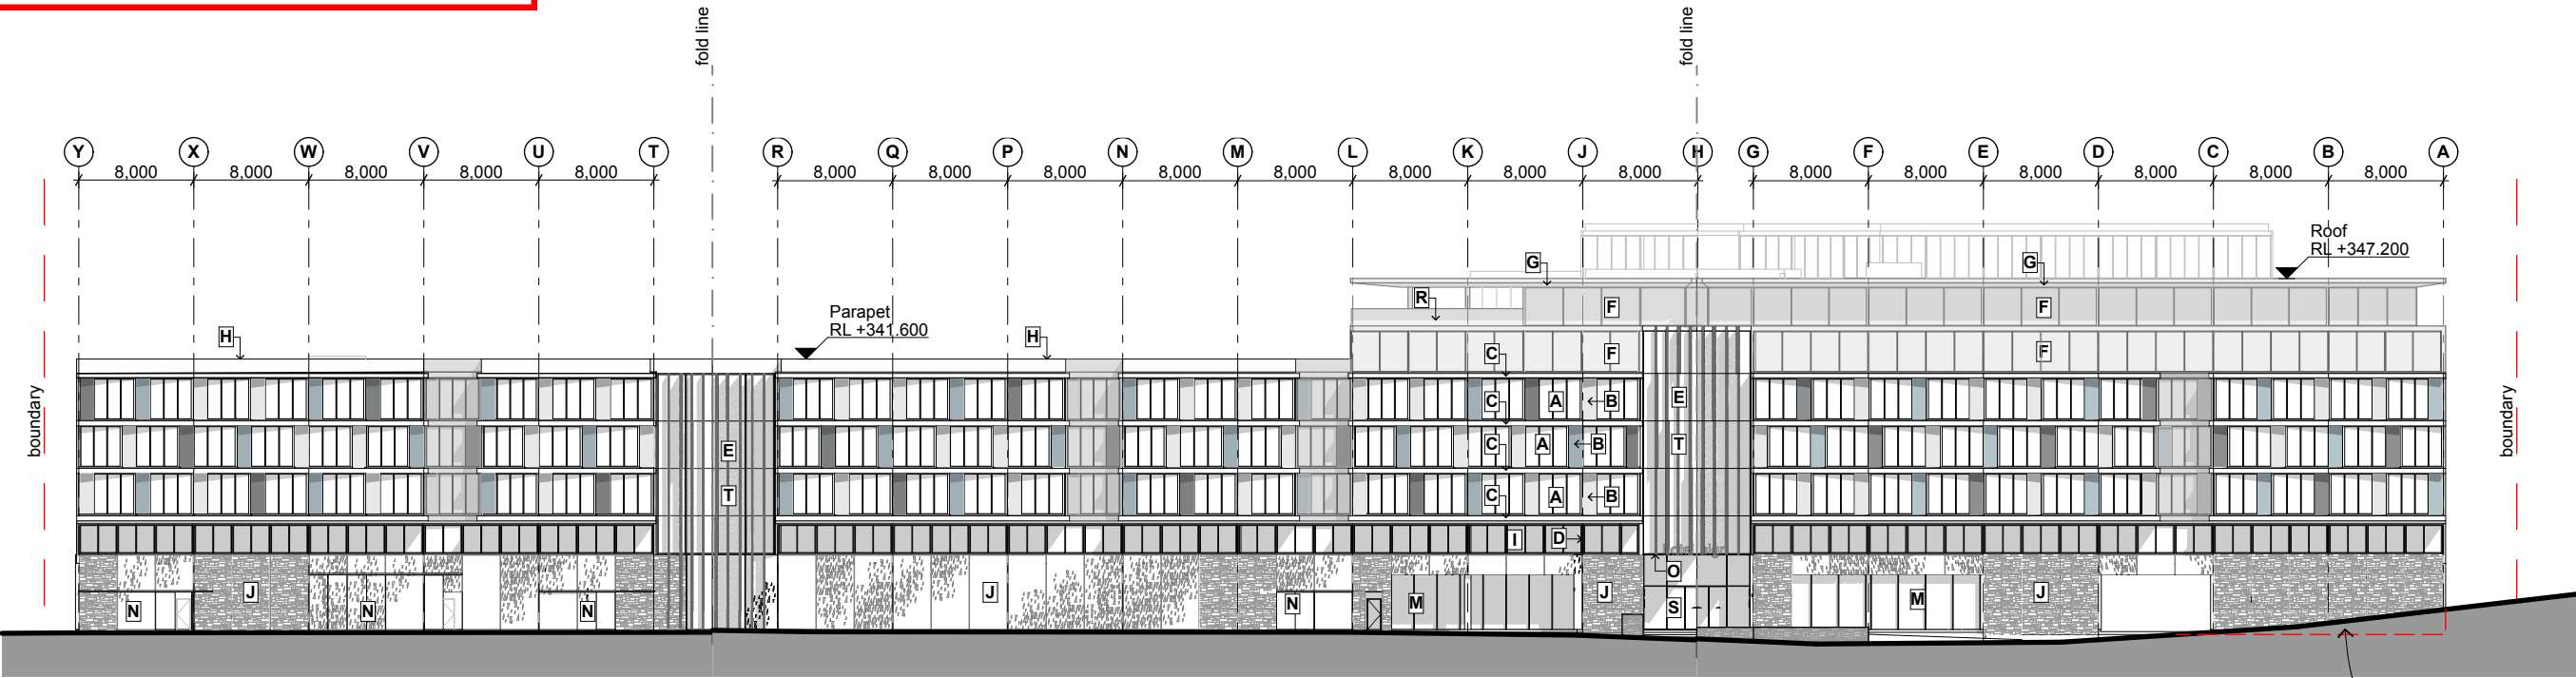 fold line
fold line
Y X W V U T R Q P N M L K J H G F E D C B A
8,000 8,000 8,000 8,000 8,000 8,000 8,000 8,000 8,000 8,000 8,000 8,000 8,000 8,000 8,000 8,000 8,000 8,000 8,000
Roof
RL +347.200
G G
R F F
Parapet
RL +341.600
H H
C F F
boundary
boundary
C A B E
E C A B T
T C A B
I D
hotel sign
O
J J J J
S
N N N N M M